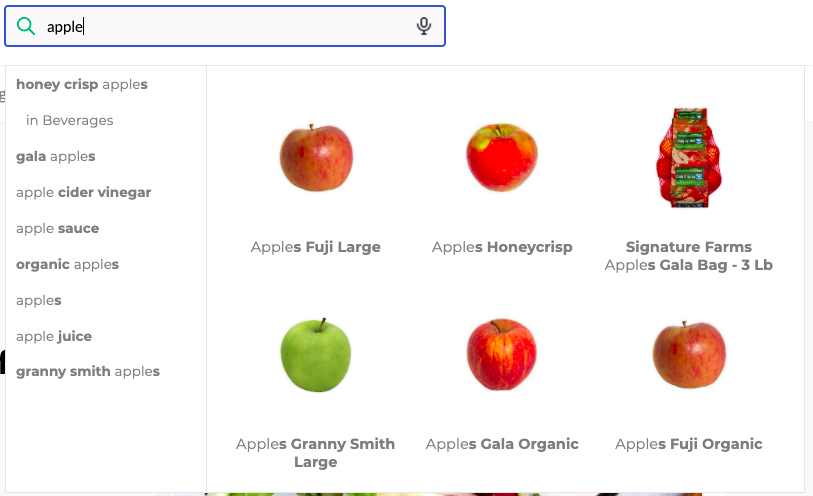 apple
honey crisp apples
in Beverages
gala apples
apple cider vinegar
apple sauce
organic apples
apples
apple juice
granny smith apples
Apples Fuji Large
Apples Honeycrisp
Signature Farms
Apples Gala Bag - 3 Lb
Apples Granny Smith
Large
Apples Gala Organic
Apples Fuji Organic